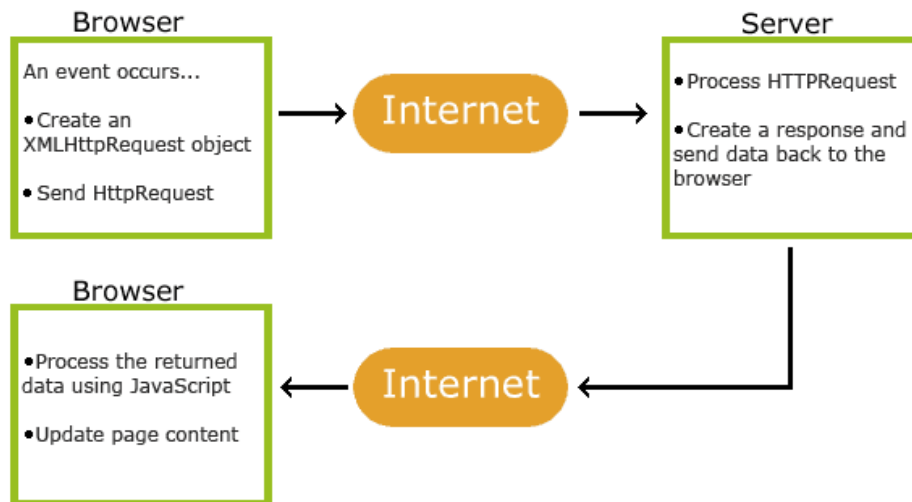 Browser
An event occurs...
•Create an
XMLHttpRequest object
•Send HttpRequest
Internet
Server
•Process HTTPRequest
•Create a response and
send data back to the
browser
Browser
•Process the returned
data using JavaScript
•Update page content
Internet